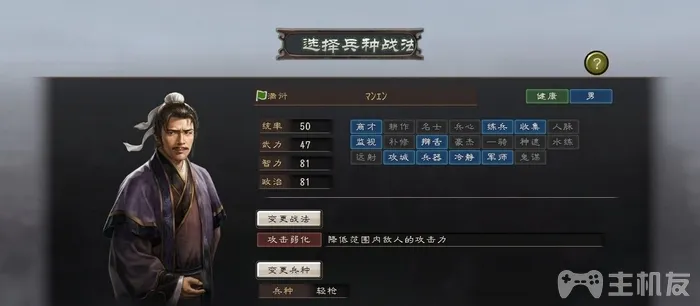 选择兵种战法
?
满衍 マンエン 健康 男
统率 50 商才 耕作 名士 兵心 练兵 收集 人脉
武力 47 监视 补修 辩舌 豪杰 一骑 神速 水练
智力 81 远射 攻城 兵器 冷静 军师 鬼谋
政治 81
变更战法
攻击弱化 降低范围内敌人的攻击力
变更兵种
兵种 轻枪
主机友